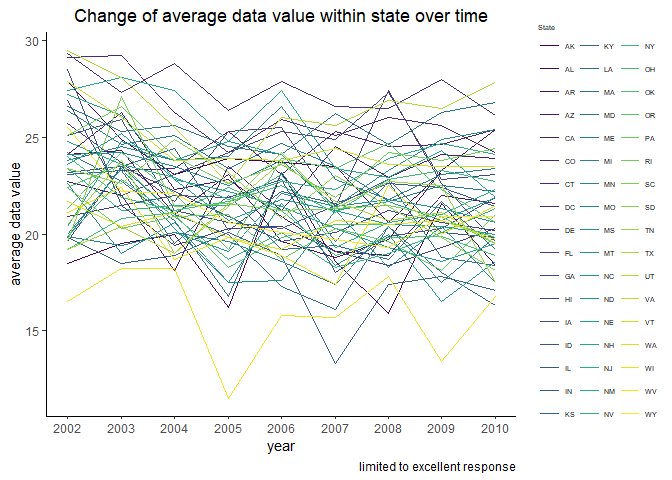 Change of average data value within state over time
State
AK KY NY
AL LA OH
AR MA OK
AZ MD OR
CA ME PA
CO MI RI
CT MN SC
DC MO SD
DE MS TN
FL MT TX
GA NC UT
HI ND VA
IA NE VT
ID NH WA
IL NJ WI
IN NM WV
KS NV WY
average data value
30
25
20
15
2002 2003 2004 2005 2006 2007 2008 2009 2010
year
limited to excellent response